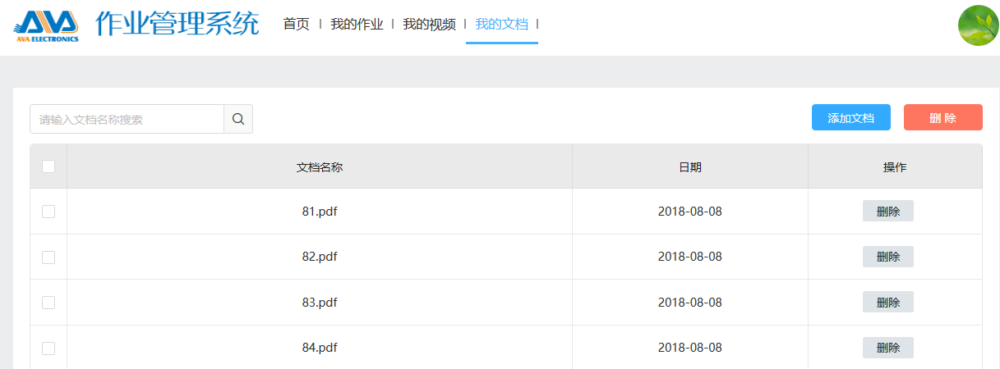 AVA
AVA ELECTRONICS
作业管理系统
首页 | 我的作业 | 我的视频 | 我的文档 |
请输入文档名称搜索
添加文档 删 除
文档名称 日期 操作
81.pdf 2018-08-08 删除
82.pdf 2018-08-08 删除
83.pdf 2018-08-08 删除
84.pdf 2018-08-08 删除